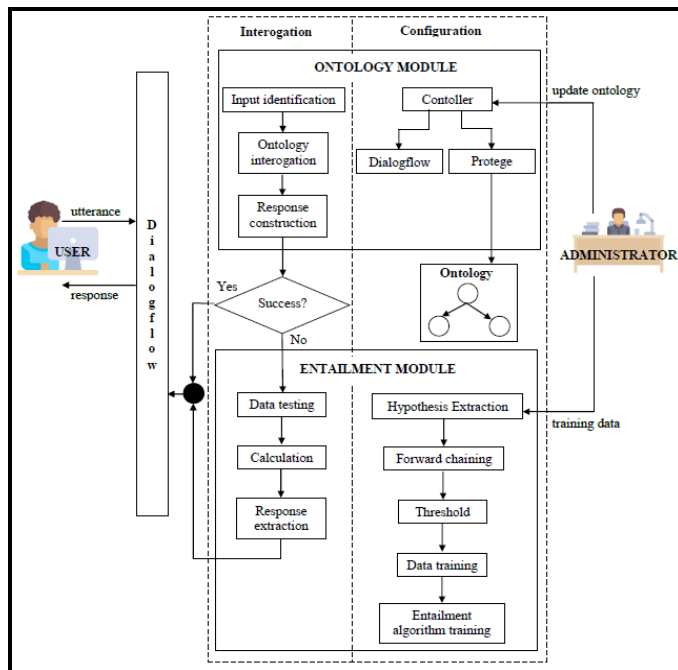 Interogation
Configuration
ONTOLOGY MODULE
Input identification
Contoller
update ontology
Ontology
interogation
Dialogflow
Protege
utterance
USER
response
Dialogflow
Response
construction
ADMINISTRATOR
Ontology
Yes
Success?
No
ENTAILMENT MODULE
Data testing
Hypothesis Extraction
training data
Calculation
Forward chaining
Response
extraction
Threshold
Data training
Entailment
algorithm training